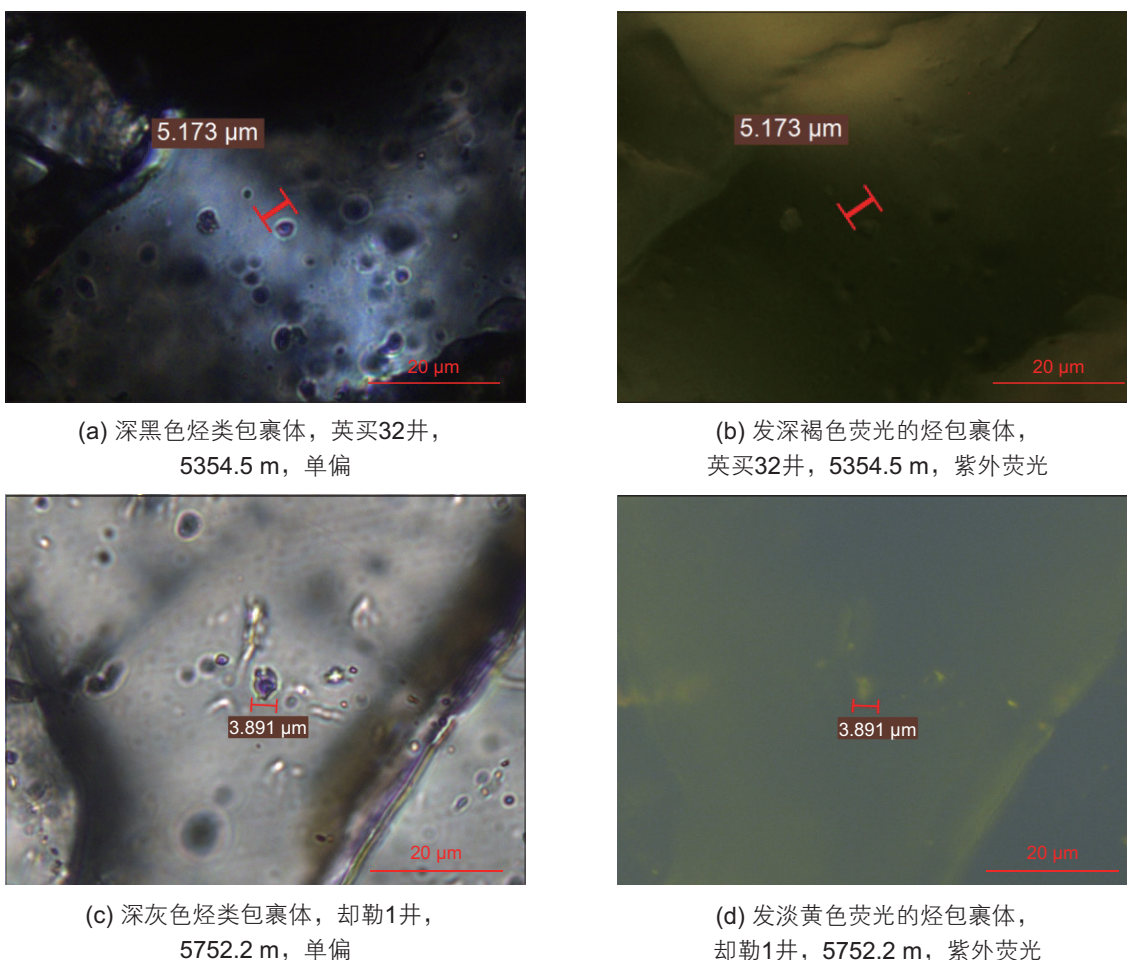 5.173 μm
20 μm
5.173 μm
20 μm
(a) 深黑色烃类包裹体，英买32井，
5354.5 m，单偏
(b) 发深褐色荧光的烃包裹体，
英买32井，5354.5 m，紫外荧光
3.891 μm
20 μm
3.891 μm
20 μm
(c) 深灰色烃类包裹体，却勒1井，
5752.2 m，单偏
(d) 发淡黄色荧光的烃包裹体，
却勒1井，5752.2 m，紫外荧光